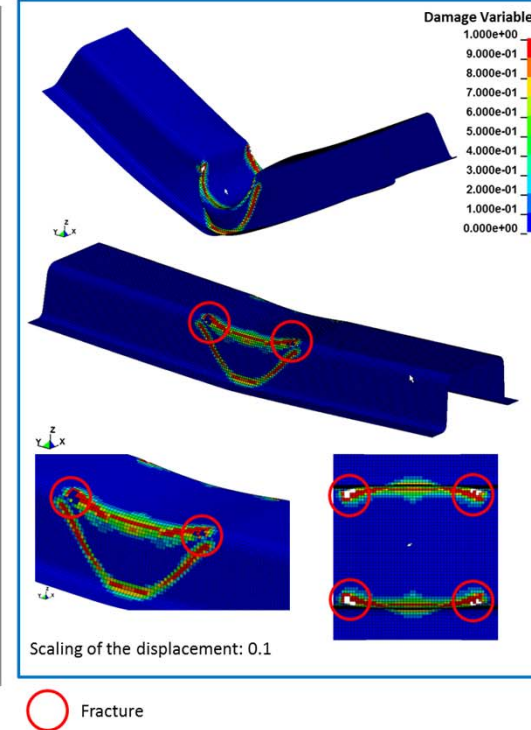 Damage Variable
1.000e+00
9.000e-01
8.000e-01
7.000e-01
6.000e-01
5.000e-01
4.000e-01
3.000e-01
2.000e-01
1.000e-01
0.000e+00
Z
Y X
Z
Y X
Scaling of the displacement: 0.1
Fracture